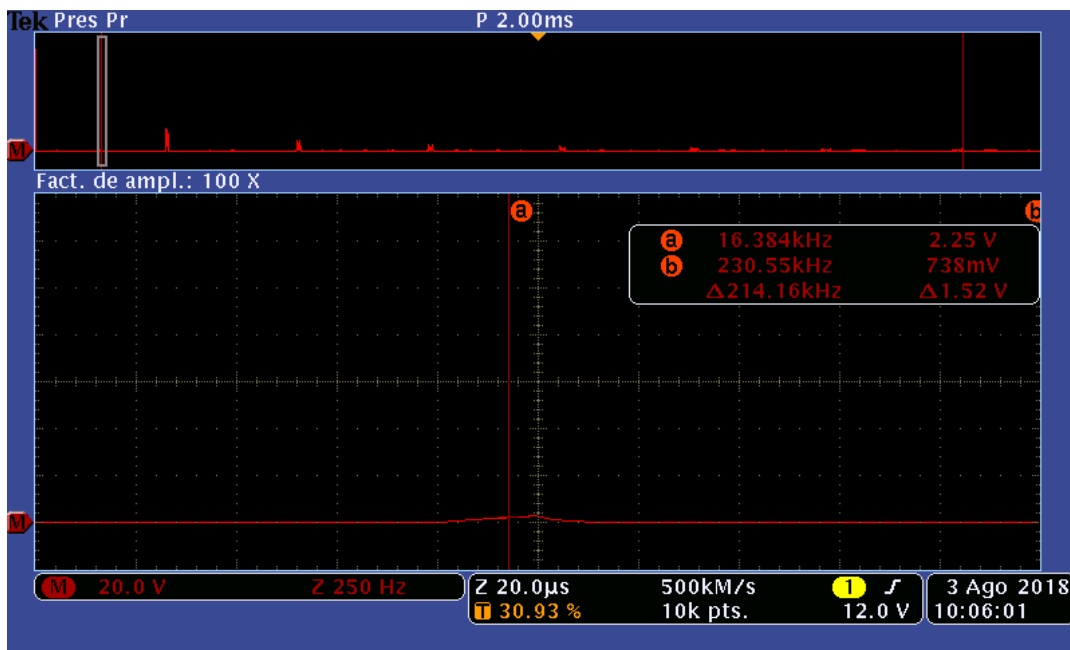 Tek Pres Pr P 2.00ms
M
Fact. de ampl.: 100 X
a b
a 16.384kHz 2.25 V
b 230.55kHz 738mV
Δ214.16kHz Δ1.52 V
M
M 20.0 V Z 250 Hz
Z 20.0µs 500kM/s 1 3 Ago 2018
T 30.93 % 10k pts. 12.0 V 10:06:01